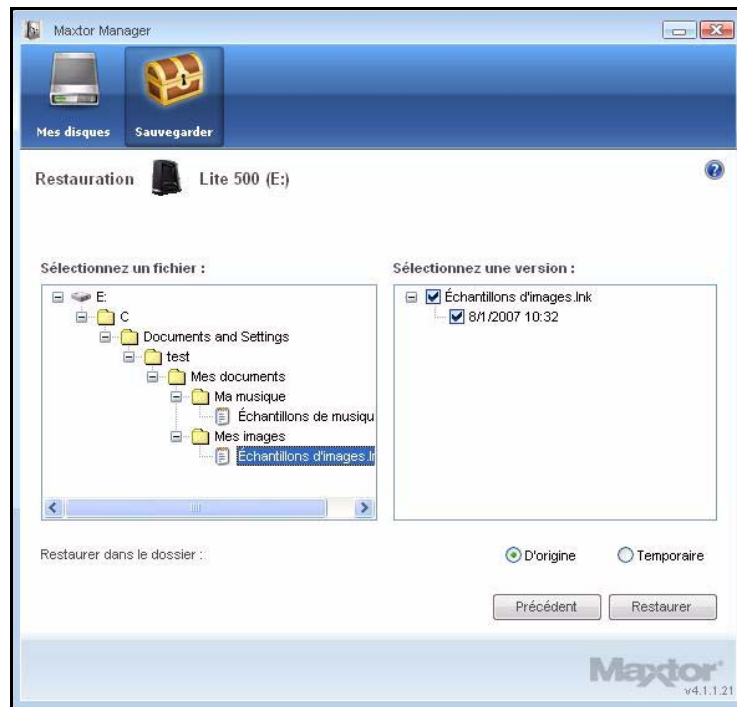 Maxtor Manager
Mes disques
Sauvegarder
Restauration
Lite 500 (E:)
?
Sélectionnez un fichier :
E:
C
Documents and Settings
test
Mes documents
Ma musique
Échantillons de musiqu
Mes images
Échantillons d'images.l
Sélectionnez une version :
Échantillons d'images.lnk
8/1/2007 10:32
Restaurer dans le dossier :
D'origine
Temporaire
Précédent
Restaurer
Maxtor
v4.1.1.21